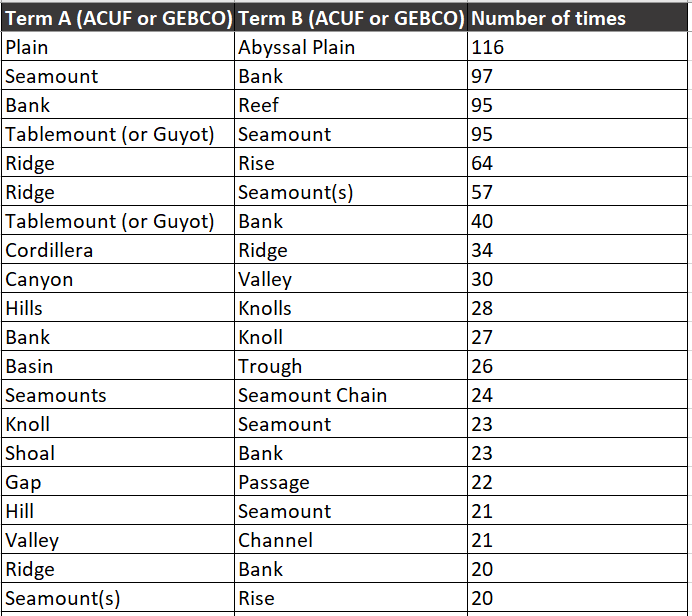 Term A (ACUF or GEBCO) Term B (ACUF or GEBCO) Number of times
Plain Abyssal Plain 116
Seamount Bank 97
Bank Reef 95
Tablemount (or Guyot) Seamount 95
Ridge Rise 64
Ridge Seamount(s) 57
Tablemount (or Guyot) Bank 40
Cordillera Ridge 34
Canyon Valley 30
Hills Knolls 28
Bank Knoll 27
Basin Trough 26
Seamounts Seamount Chain 24
Knoll Seamount 23
Shoal Bank 23
Gap Passage 22
Hill Seamount 21
Valley Channel 21
Ridge Bank 20
Seamount(s) Rise 20